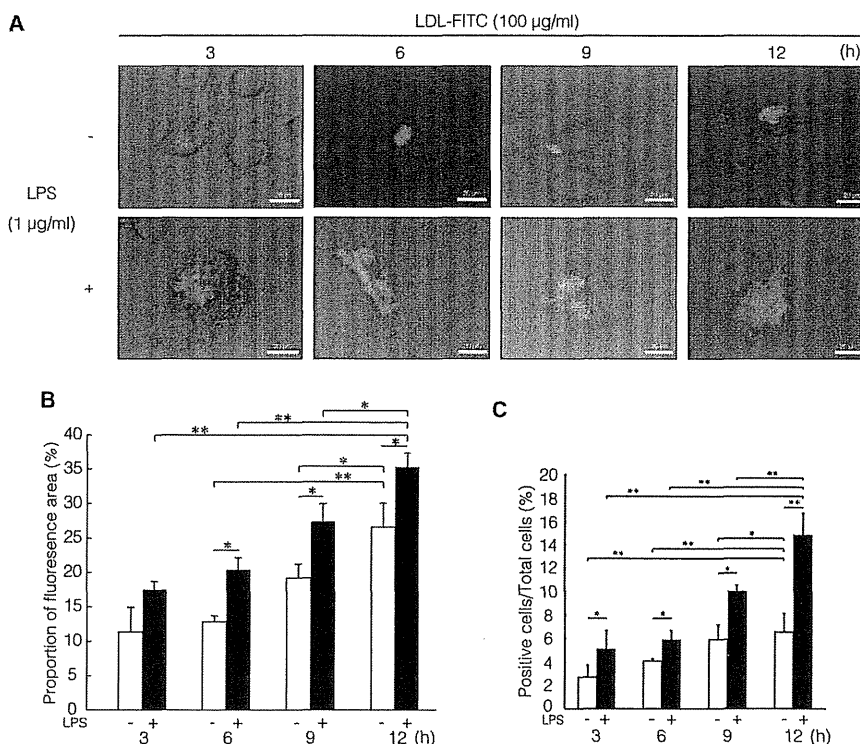 A
LDL-FITC (100 µg/ml)
3 6 9 12 (h)
-
LPS
(1 µg/ml)
+
B
** ** *
*
** *
* *
*
Proportion of fluoresence area (%)
40
35
30
25
20
15
10
5
0
LPS - + - + - + - +
3 6 9 12 (h)
C
** ** **
**
** ** *
*
* *
Positive cells/Total cells (%)
20
18
16
14
12
10
8
6
4
2
0
LPS - + - + - + - +
3 6 9 12 (h)